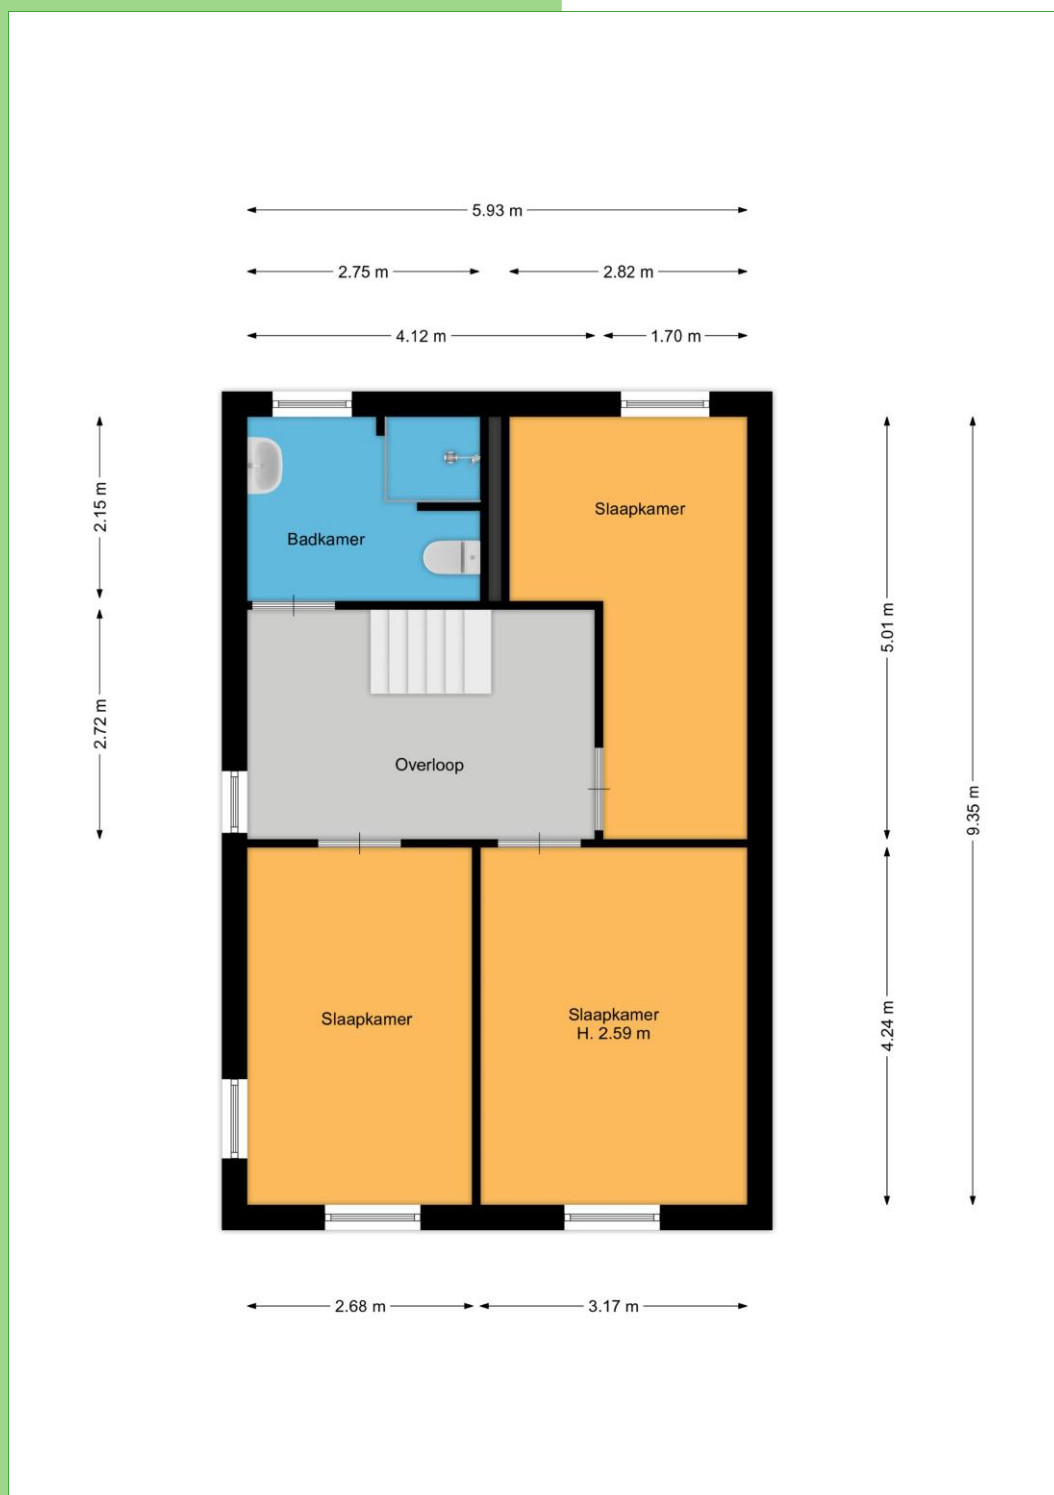 5.93 m
2.75 m
2.82 m
4.12 m
1.70 m
2.15 m
Slaapkamer
Badkamer
5.01 m
2.72 m
Overloop
9.35 m
Slaapkamer
Slaapkamer
H. 2.59 m
4.24 m
2.68 m
3.17 m